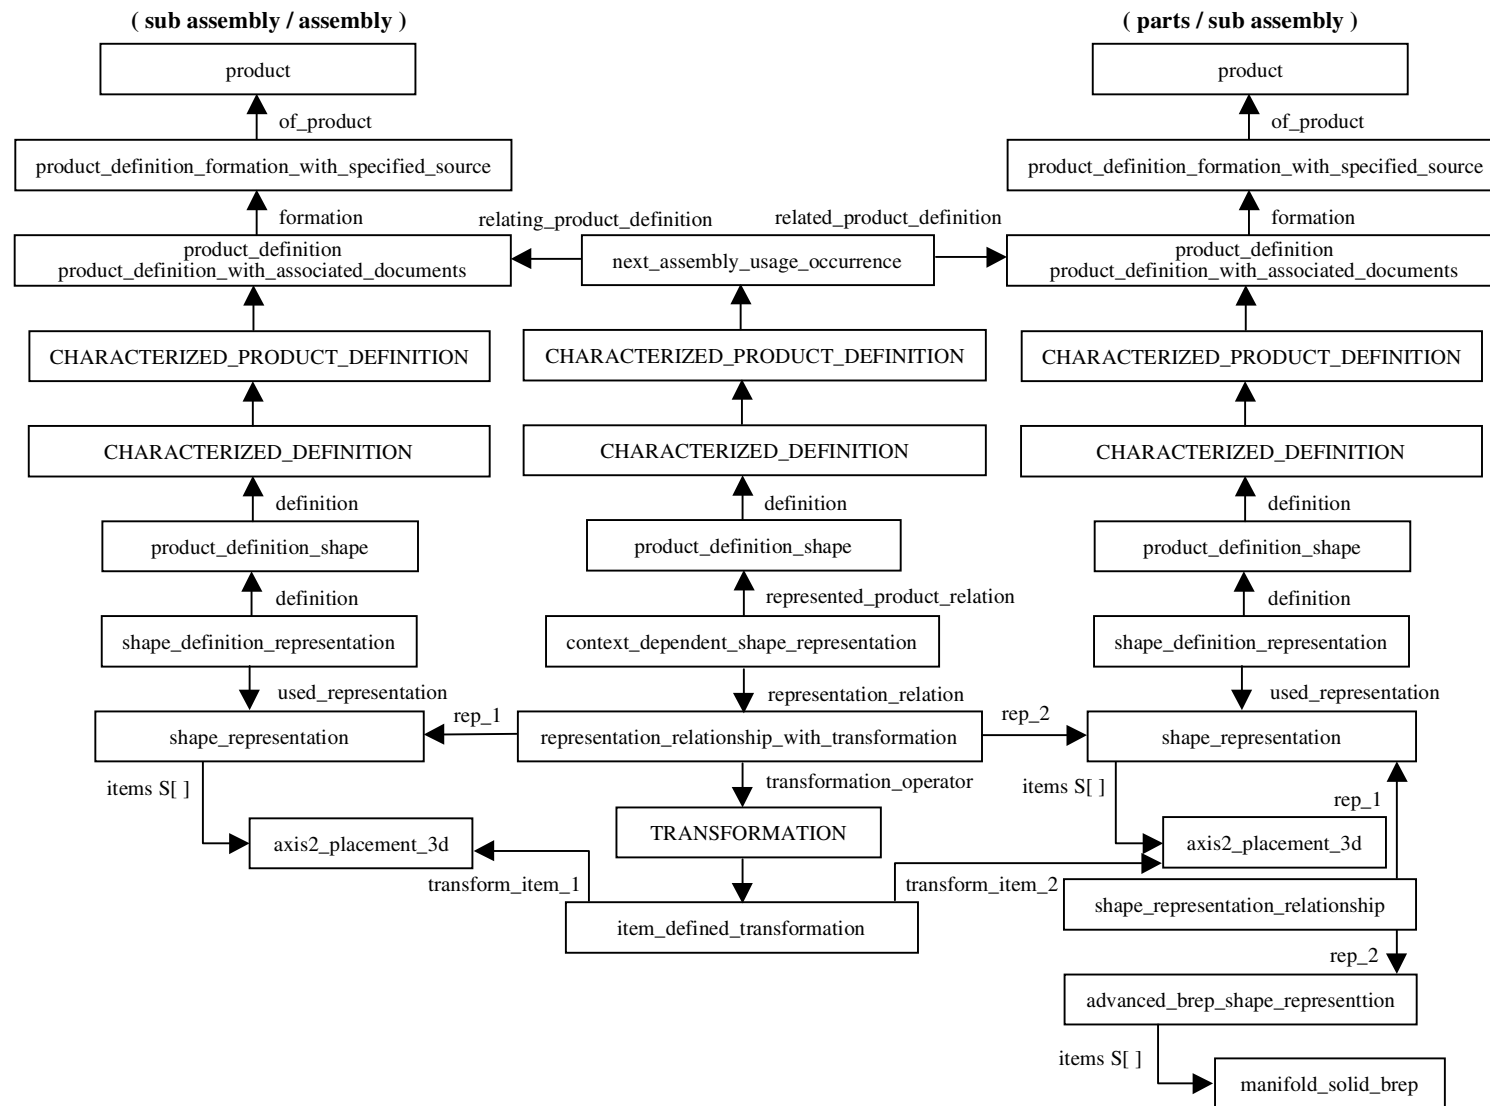 ( sub assembly / assembly )
( parts / sub assembly )
product
product
of_product
of_product
product_definition_formation_with_specified_source
product_definition_formation_with_specified_source
formation
relating_product_definition
related_product_definition
formation
product_definition
product_definition_with_associated_documents
next_assembly_usage_occurrence
product_definition
product_definition_with_associated_documents
CHARACTERIZED_PRODUCT_DEFINITION
CHARACTERIZED_PRODUCT_DEFINITION
CHARACTERIZED_PRODUCT_DEFINITION
CHARACTERIZED_DEFINITION
CHARACTERIZED_DEFINITION
CHARACTERIZED_DEFINITION
definition
definition
definition
product_definition_shape
product_definition_shape
product_definition_shape
definition
represented_product_relation
definition
shape_definition_representation
context_dependent_shape_representation
shape_definition_representation
used_representation
representation_relation
used_representation
shape_representation
rep_1
representation_relationship_with_transformation
rep_2
shape_representation
items S[ ]
transformation_operator
items S[ ]
rep_1
axis2_placement_3d
TRANSFORMATION
axis2_placement_3d
transform_item_1
transform_item_2
item_defined_transformation
shape_representation_relationship
rep_2
advanced_brep_shape_representtion
items S[ ]
manifold_solid_brep